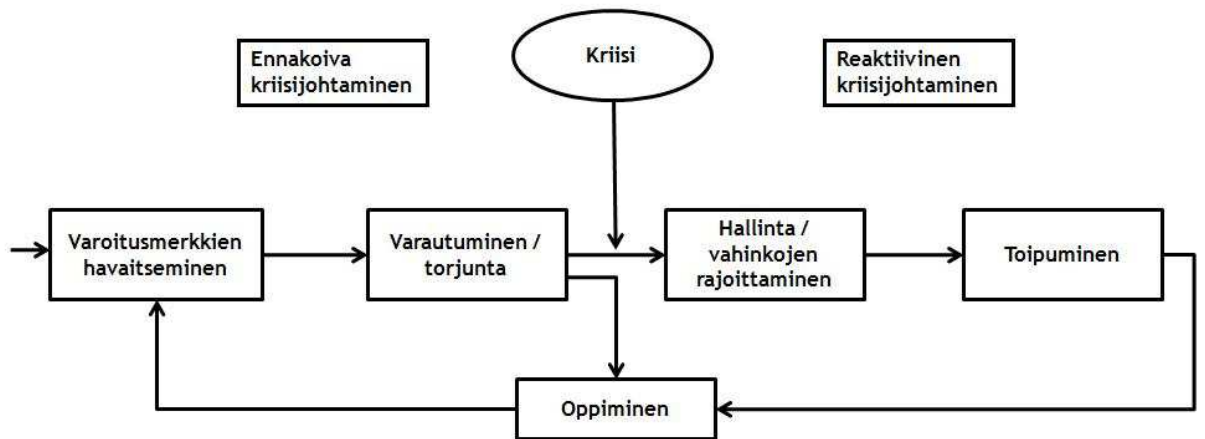 Ennakoiva
kriisijohtaminen
Kriisi
Reaktiivinen
kriisijohtaminen
Varoitusmerkkien
havaitseminen
Varautuminen /
torjunta
Hallinta /
vahinkojen
rajoittaminen
Toipuminen
Oppiminen